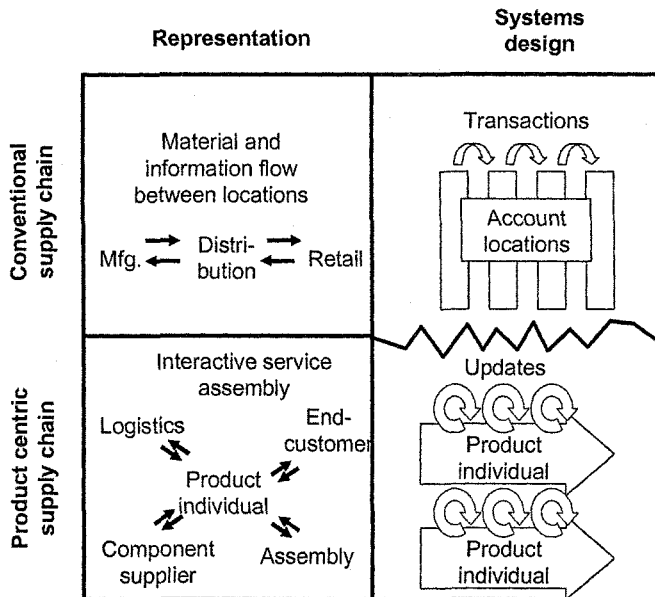 Representation
Systems
design
Conventional
supply chain
Material and
information flow
between locations
Mfg.
Distri-
bution
Retail
Transactions
Account
locations
Product centric
supply chain
Interactive service
assembly
Logistics
End-
customer
Product
individual
Component
supplier
Assembly
Updates
Product
individual
Product
individual